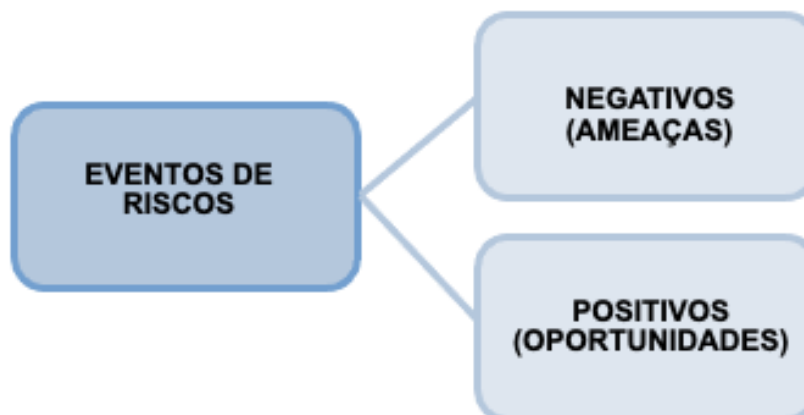 EVENTOS DE
RISCOS
NEGATIVOS
(AMEAÇAS)
POSITIVOS
(OPORTUNIDADES)